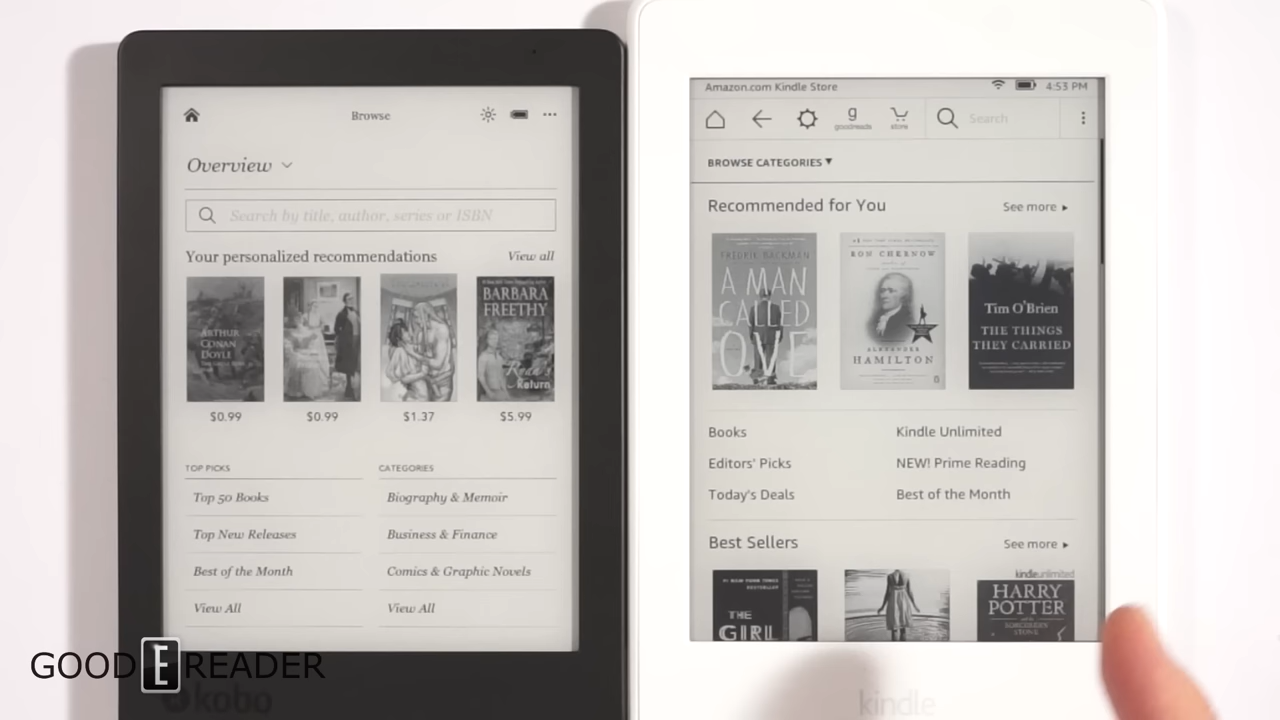 Browse
Overview
Search by title, author, series or ISBN
Your personalized recommendations View all
ARTHUR
CONAN
DOYLE
BARBARA
FREETHY
Ryan's
Return
$0.99 $0.99 $1.37 $5.99
TOP PICKS CATEGORIES
Top 50 Books Biography & Memoir
Top New Releases Business & Finance
Best of the Month Comics & Graphic Novels
View All View All
kobo
Amazon.com Kindle Store 4:53 PM
g
goodreads store Search
BROWSE CATEGORIES
Recommended for You See more
FREDRIK BACKMAN
A MAN
CALLED
OVE
RON CHERNOW
ALEXANDER
HAMILTON
Tim O'Brien
THE THINGS
THEY CARRIED
Books Kindle Unlimited
Editors' Picks NEW! Prime Reading
Today's Deals Best of the Month
Best Sellers See more
THE
GIRL
kindleunlimited
HARRY
POTTER
SORCERER'S
STONE
kindle
GOOD E READER